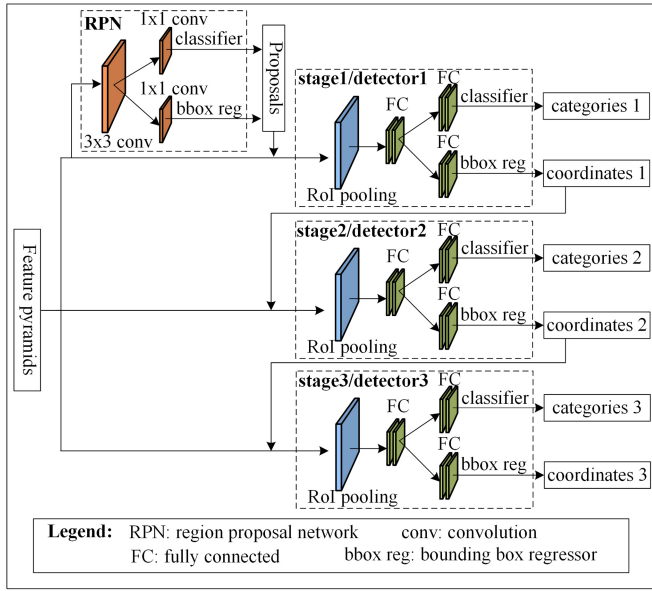 RPN
1x1 conv
classifier
1x1 conv
bbox reg
3x3 conv
Proposals
stage1/detector1
FC
FC
classifier
categories 1
FC
bbox reg
coordinates 1
RoI pooling
Feature pyramids
stage2/detector2
FC
FC
classifier
categories 2
FC
bbox reg
coordinates 2
RoI pooling
stage3/detector3
FC
FC
classifier
categories 3
FC
bbox reg
coordinates 3
RoI pooling
Legend: RPN: region proposal network conv: convolution
FC: fully connected bbox reg: bounding box regressor